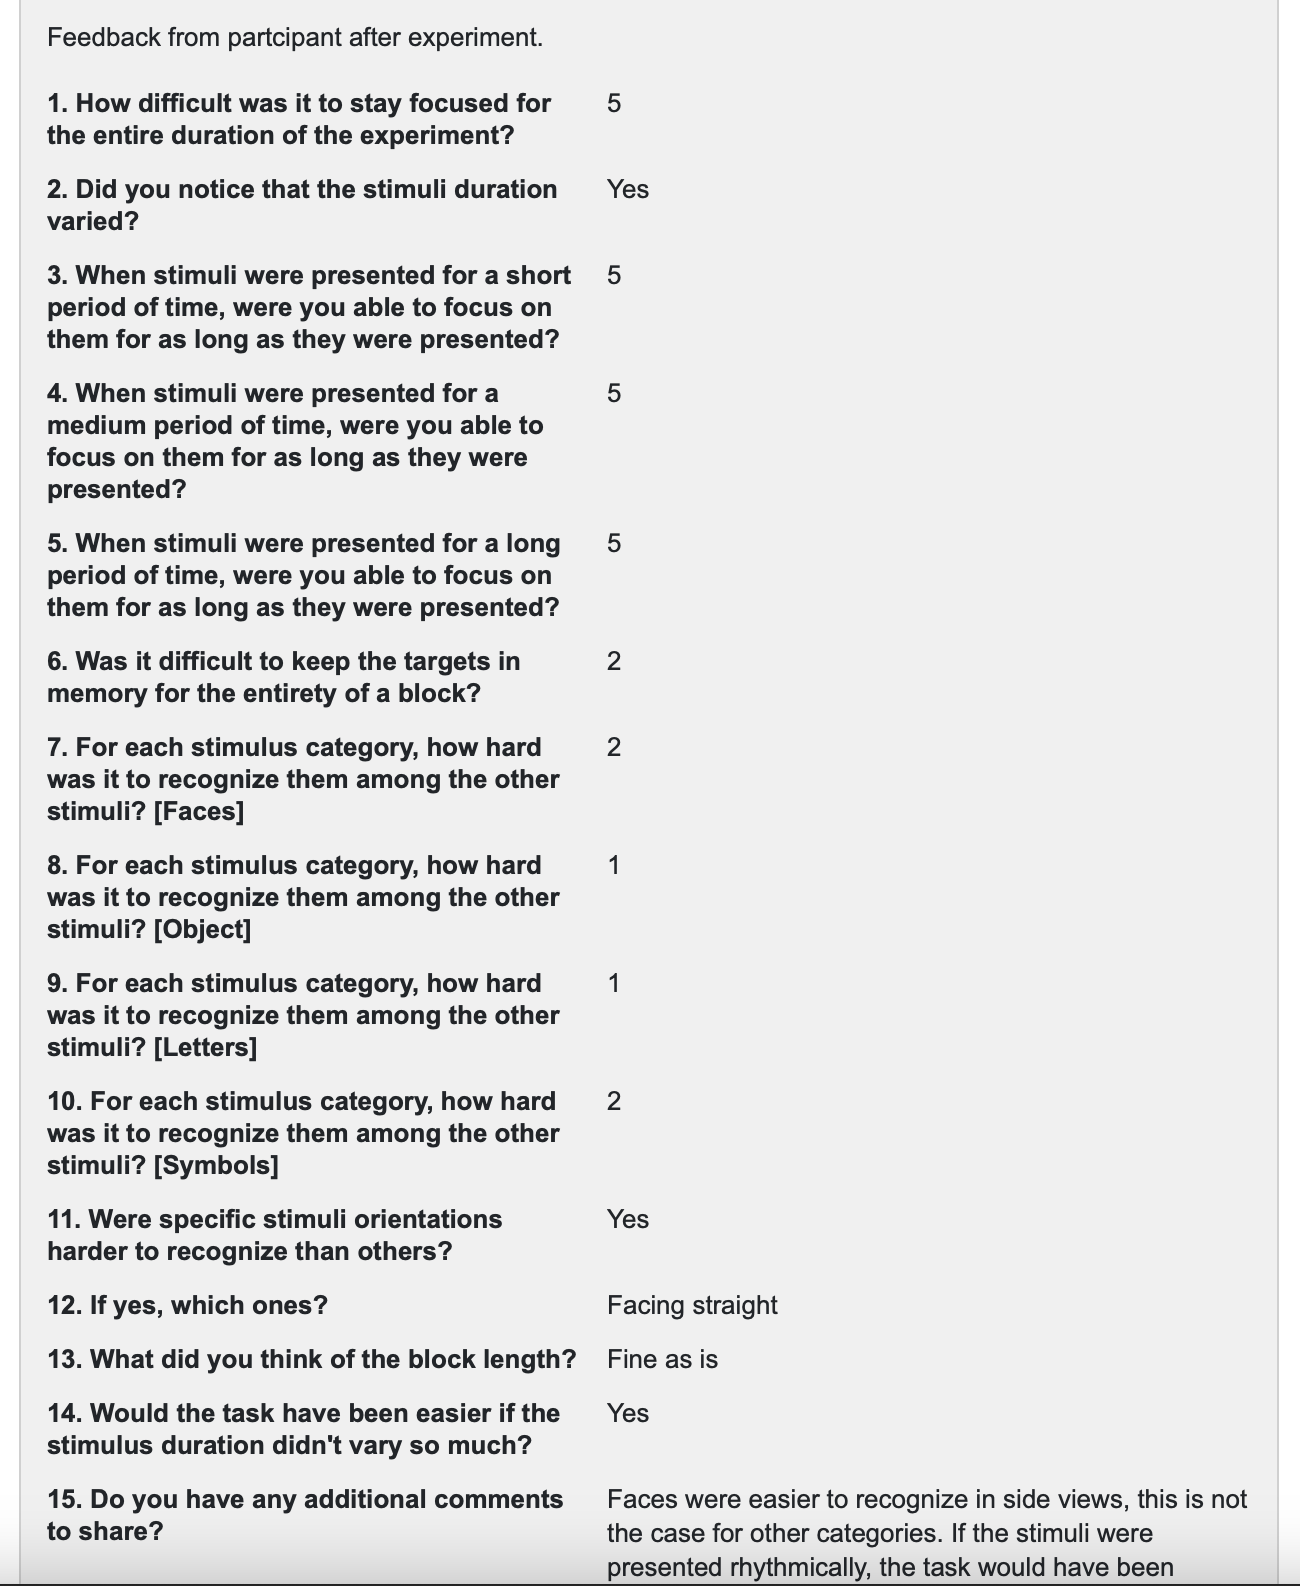 Feedback from partcipant after experiment.
1. How difficult was it to stay focused for 5
the entire duration of the experiment?
2. Did you notice that the stimuli duration Yes
varied?
3. When stimuli were presented for a short 5
period of time, were you able to focus on
them for as long as they were presented?
4. When stimuli were presented for a 5
medium period of time, were you able to
focus on them for as long as they were
presented?
5. When stimuli were presented for a long 5
period of time, were you able to focus on
them for as long as they were presented?
6. Was it difficult to keep the targets in 2
memory for the entirety of a block?
7. For each stimulus category, how hard 2
was it to recognize them among the other
stimuli? [Faces]
8. For each stimulus category, how hard 1
was it to recognize them among the other
stimuli? [Object]
9. For each stimulus category, how hard 1
was it to recognize them among the other
stimuli? [Letters]
10. For each stimulus category, how hard 2
was it to recognize them among the other
stimuli? [Symbols]
11. Were specific stimuli orientations Yes
harder to recognize than others?
12. If yes, which ones? Facing straight
13. What did you think of the block length? Fine as is
14. Would the task have been easier if the Yes
stimulus duration didn't vary so much?
15. Do you have any additional comments
to share?
Faces were easier to recognize in side views, this is not
the case for other categories. If the stimuli were
presented rhythmically, the task would have been